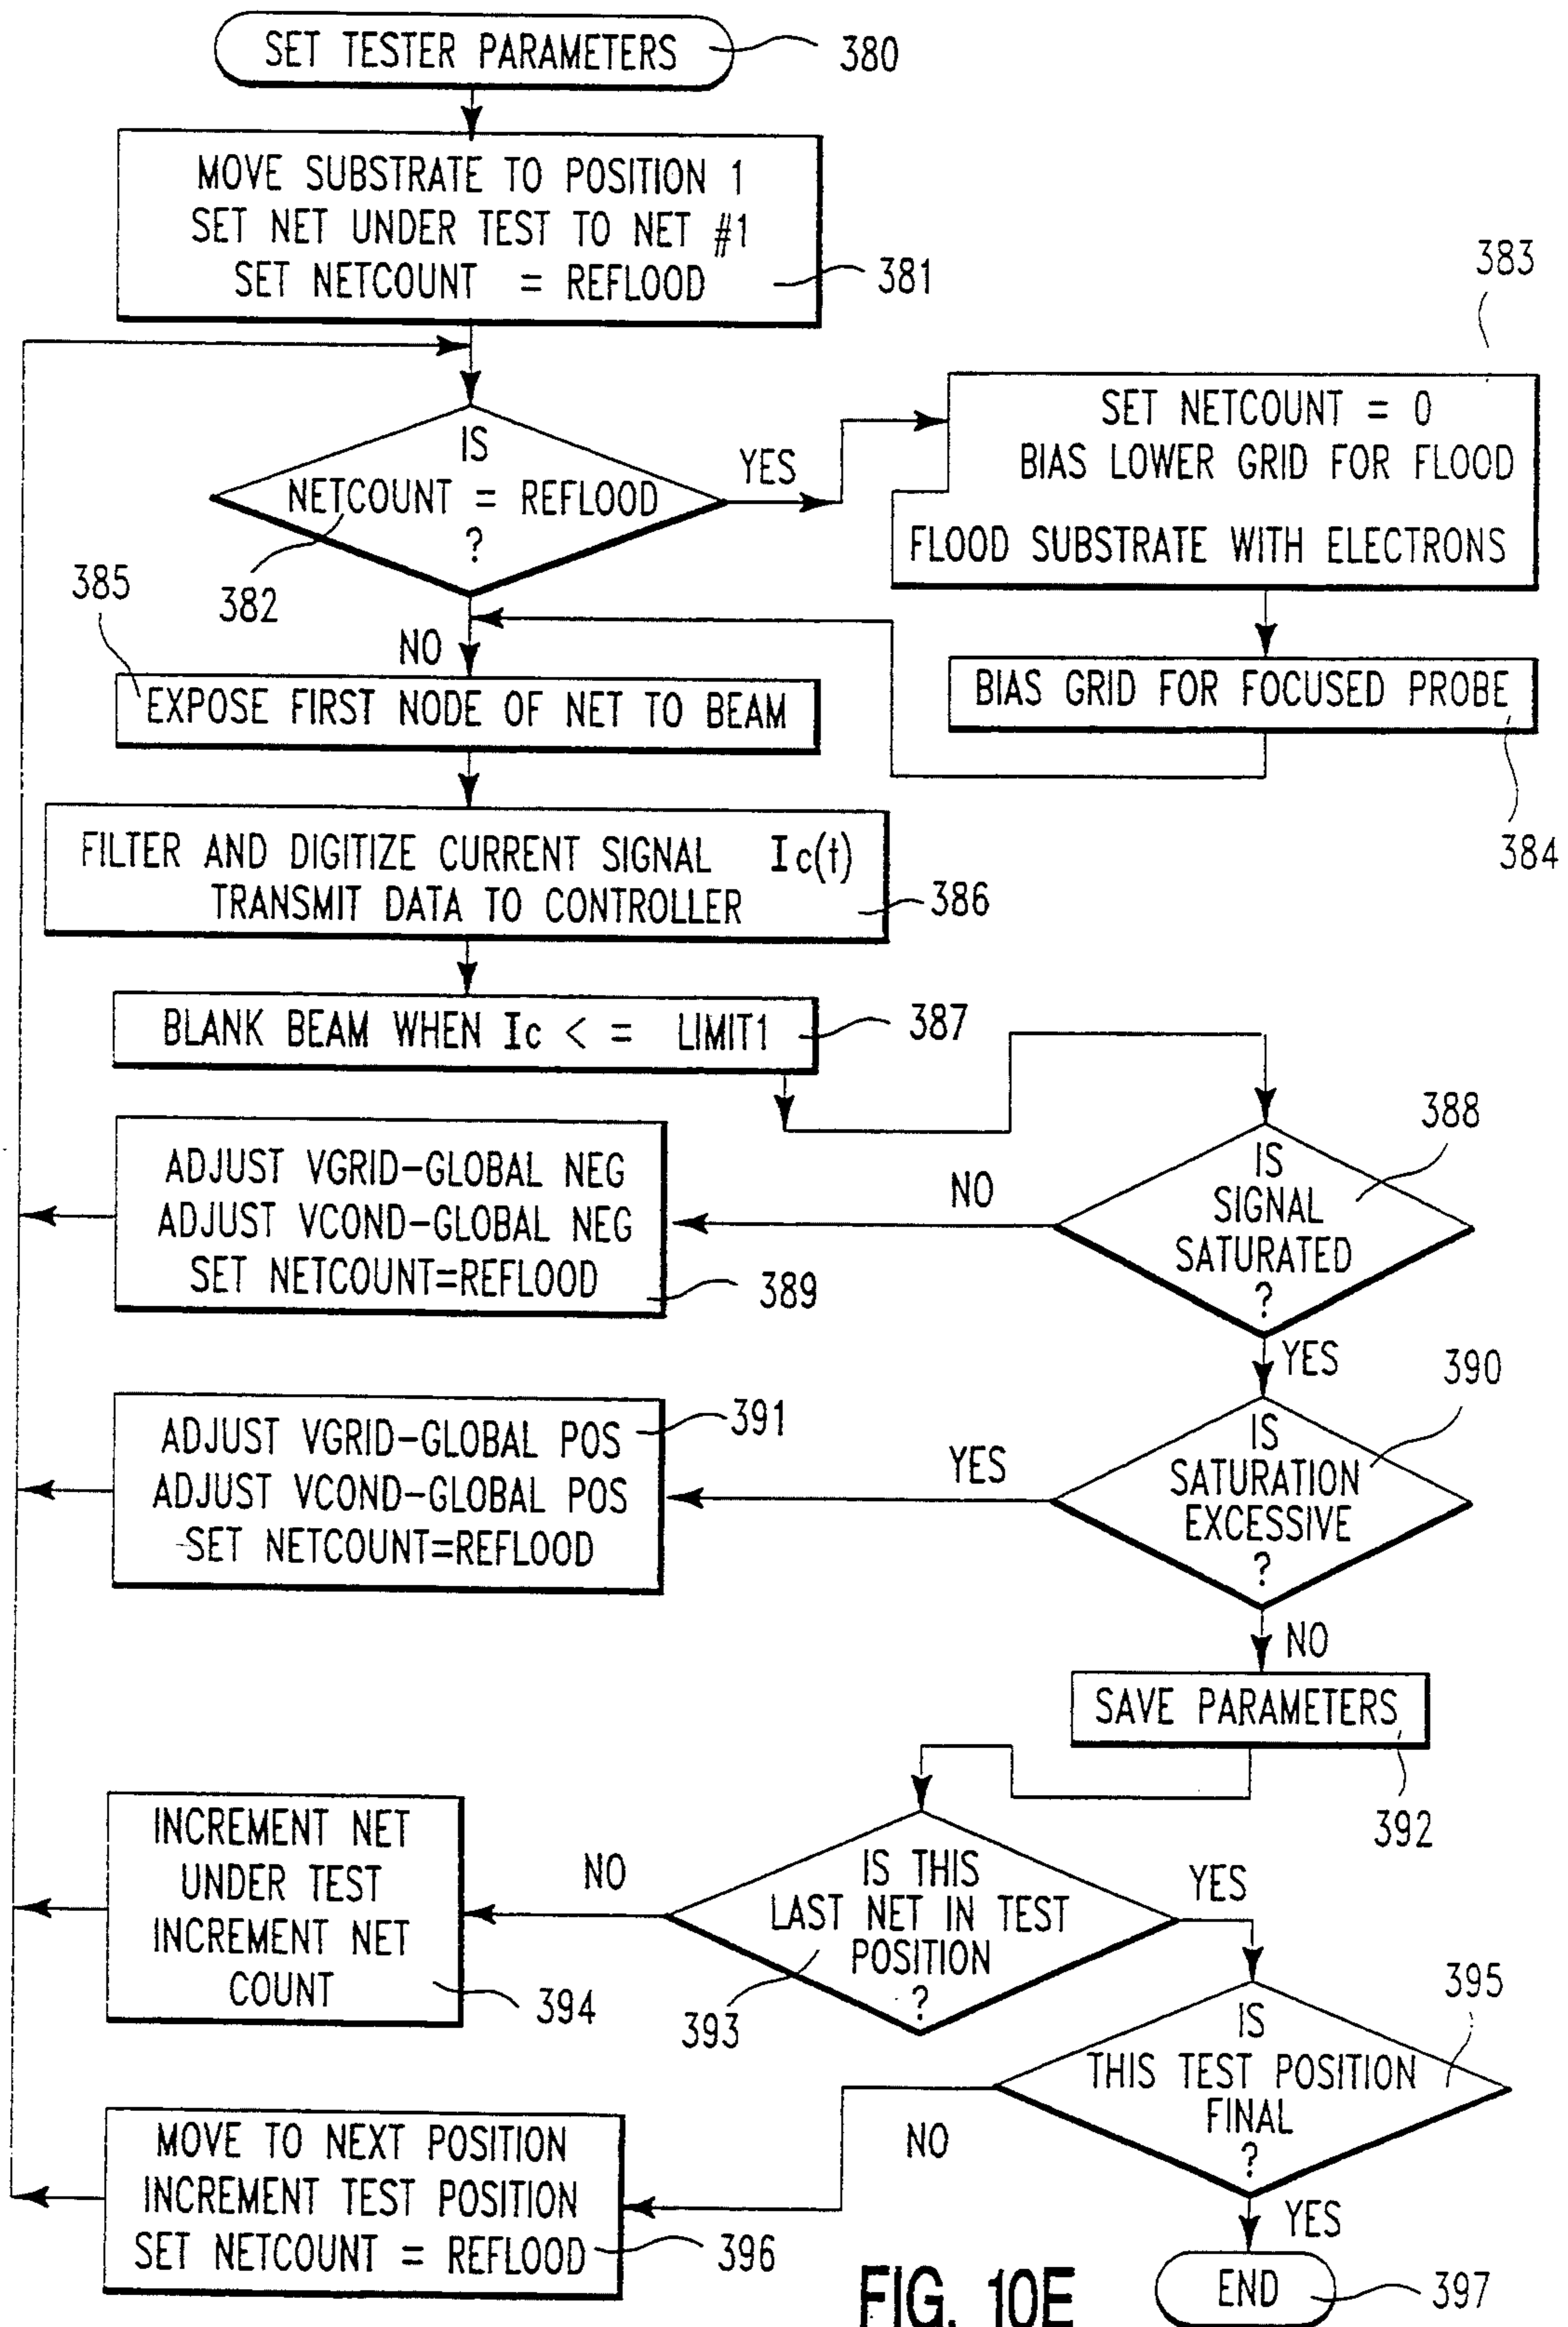 SET TESTER PARAMETERS
380
MOVE SUBSTRATE TO POSITION 1
SET NET UNDER TEST TO NET #1
SET NETCOUNT = REFLOOD
381
383
SET NETCOUNT = 0
BIAS LOWER GRID FOR FLOOD
FLOOD SUBSTRATE WITH ELECTRONS
IS
NETCOUNT = REFLOOD
?
YES
382
385
NO
BIAS GRID FOR FOCUSED PROBE
384
EXPOSE FIRST NODE OF NET TO BEAM
FILTER AND DIGITIZE CURRENT SIGNAL Ic(t)
TRANSMIT DATA TO CONTROLLER
386
BLANK BEAM WHEN Ic < = LIMIT1
387
388
IS
SIGNAL
SATURATED
?
NO
ADJUST VGRID-GLOBAL NEG
ADJUST VCOND-GLOBAL NEG
SET NETCOUNT=REFLOOD
389
YES
390
IS
SATURATION
EXCESSIVE
?
YES
ADJUST VGRID-GLOBAL POS
391
ADJUST VCOND-GLOBAL POS
SET NETCOUNT=REFLOOD
NO
SAVE PARAMETERS
392
IS THIS
LAST NET IN TEST
POSITION
?
393
NO
INCREMENT NET
UNDER TEST
INCREMENT NET
COUNT
394
YES
395
IS
THIS TEST POSITION
FINAL
?
NO
MOVE TO NEXT POSITION
INCREMENT TEST POSITION
SET NETCOUNT = REFLOOD
396
YES
END
397
FIG. 10E